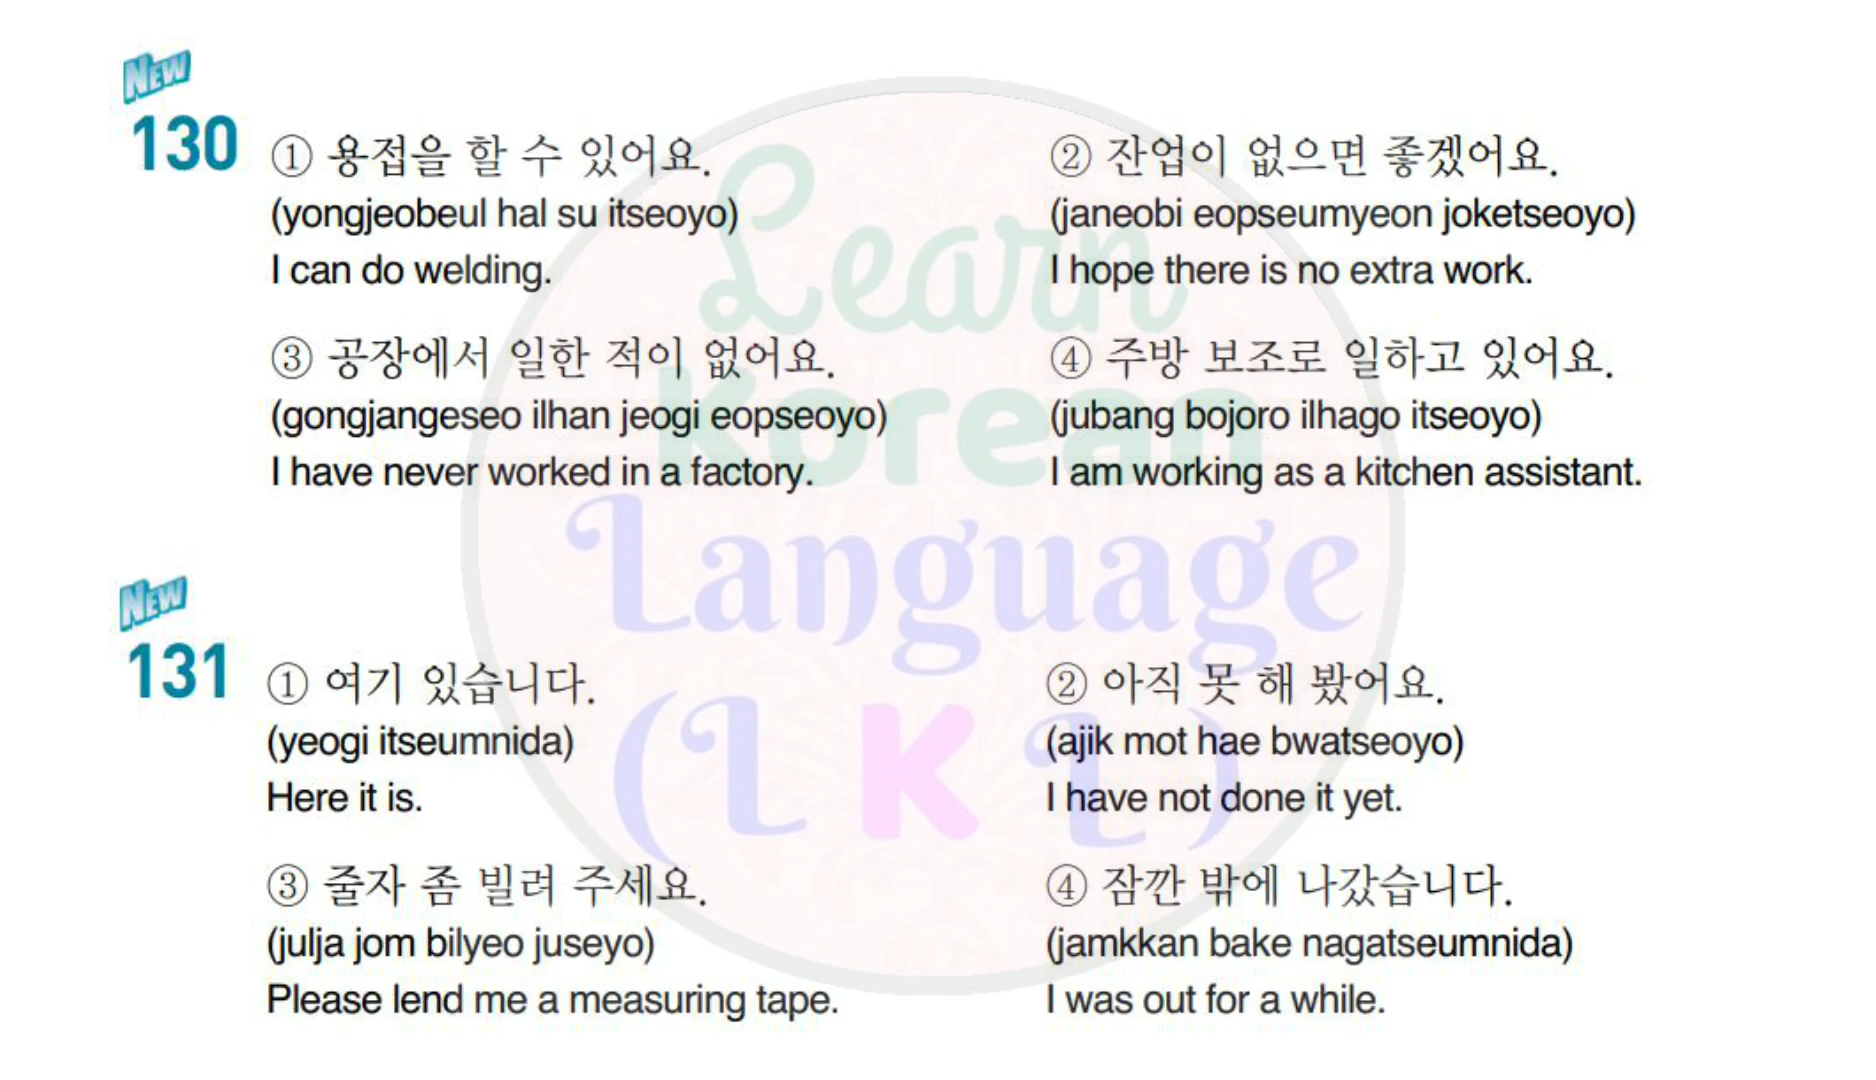 NEW
130
① 용접을 할 수 있어요.
(yongjeobeul hal su itseoyo)
I can do welding.
② 잔업이 없으면 좋겠어요.
(janeobi eopseumyeon joketseoyo)
I hope there is no extra work.
③ 공장에서 일한 적이 없어요.
(gongjangeseo ilhan jeogi eopseoyo)
I have never worked in a factory.
④ 주방 보조로 일하고 있어요.
(jubang bojoro ilhago itseoyo)
I am working as a kitchen assistant.
NEW
131
① 여기 있습니다.
(yeogi itseumnida)
Here it is.
② 아직 못 해 봤어요.
(ajik mot hae bwatseoyo)
I have not done it yet.
③ 줄자 좀 빌려 주세요.
(julja jom bilyeo juseyo)
Please lend me a measuring tape.
④ 잠깐 밖에 나갔습니다.
(jamkkan bake nagatseumnida)
I was out for a while.
Learn
Korean
Language
(L K L)